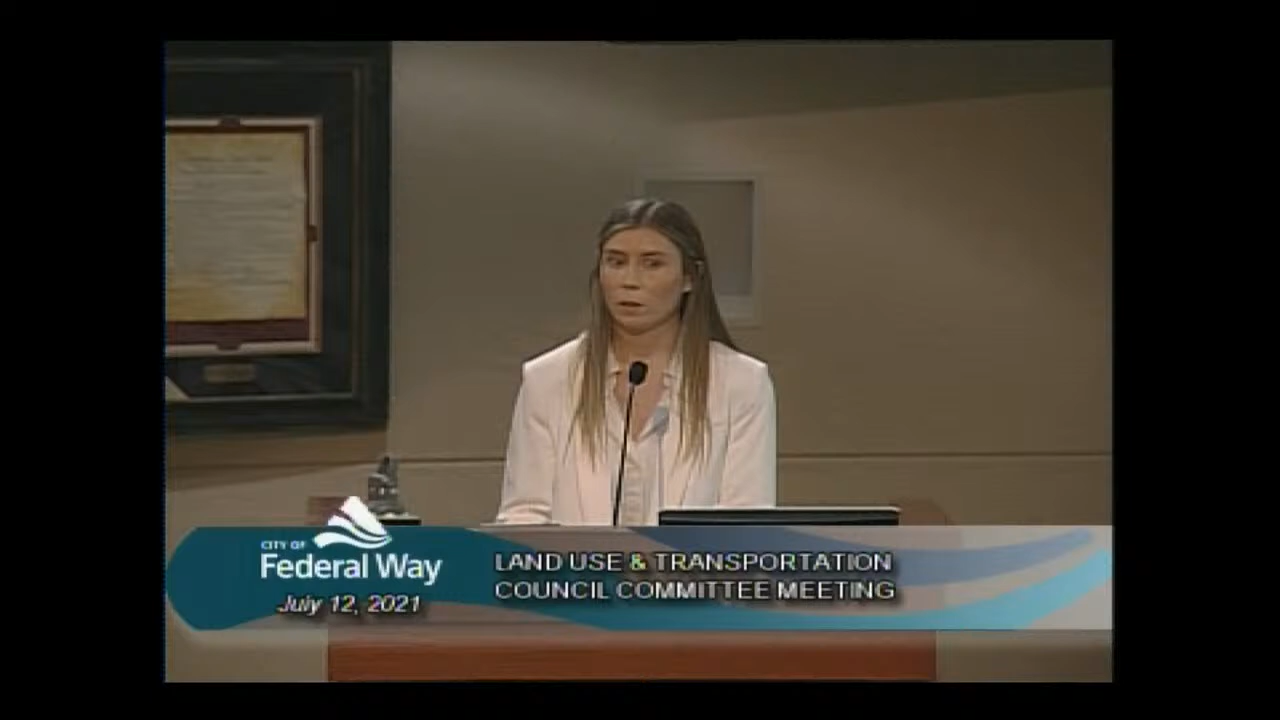 CITY OF
Federal Way
July 12, 2021
LAND USE & TRANSPORTATION
COUNCIL COMMITTEE MEETING